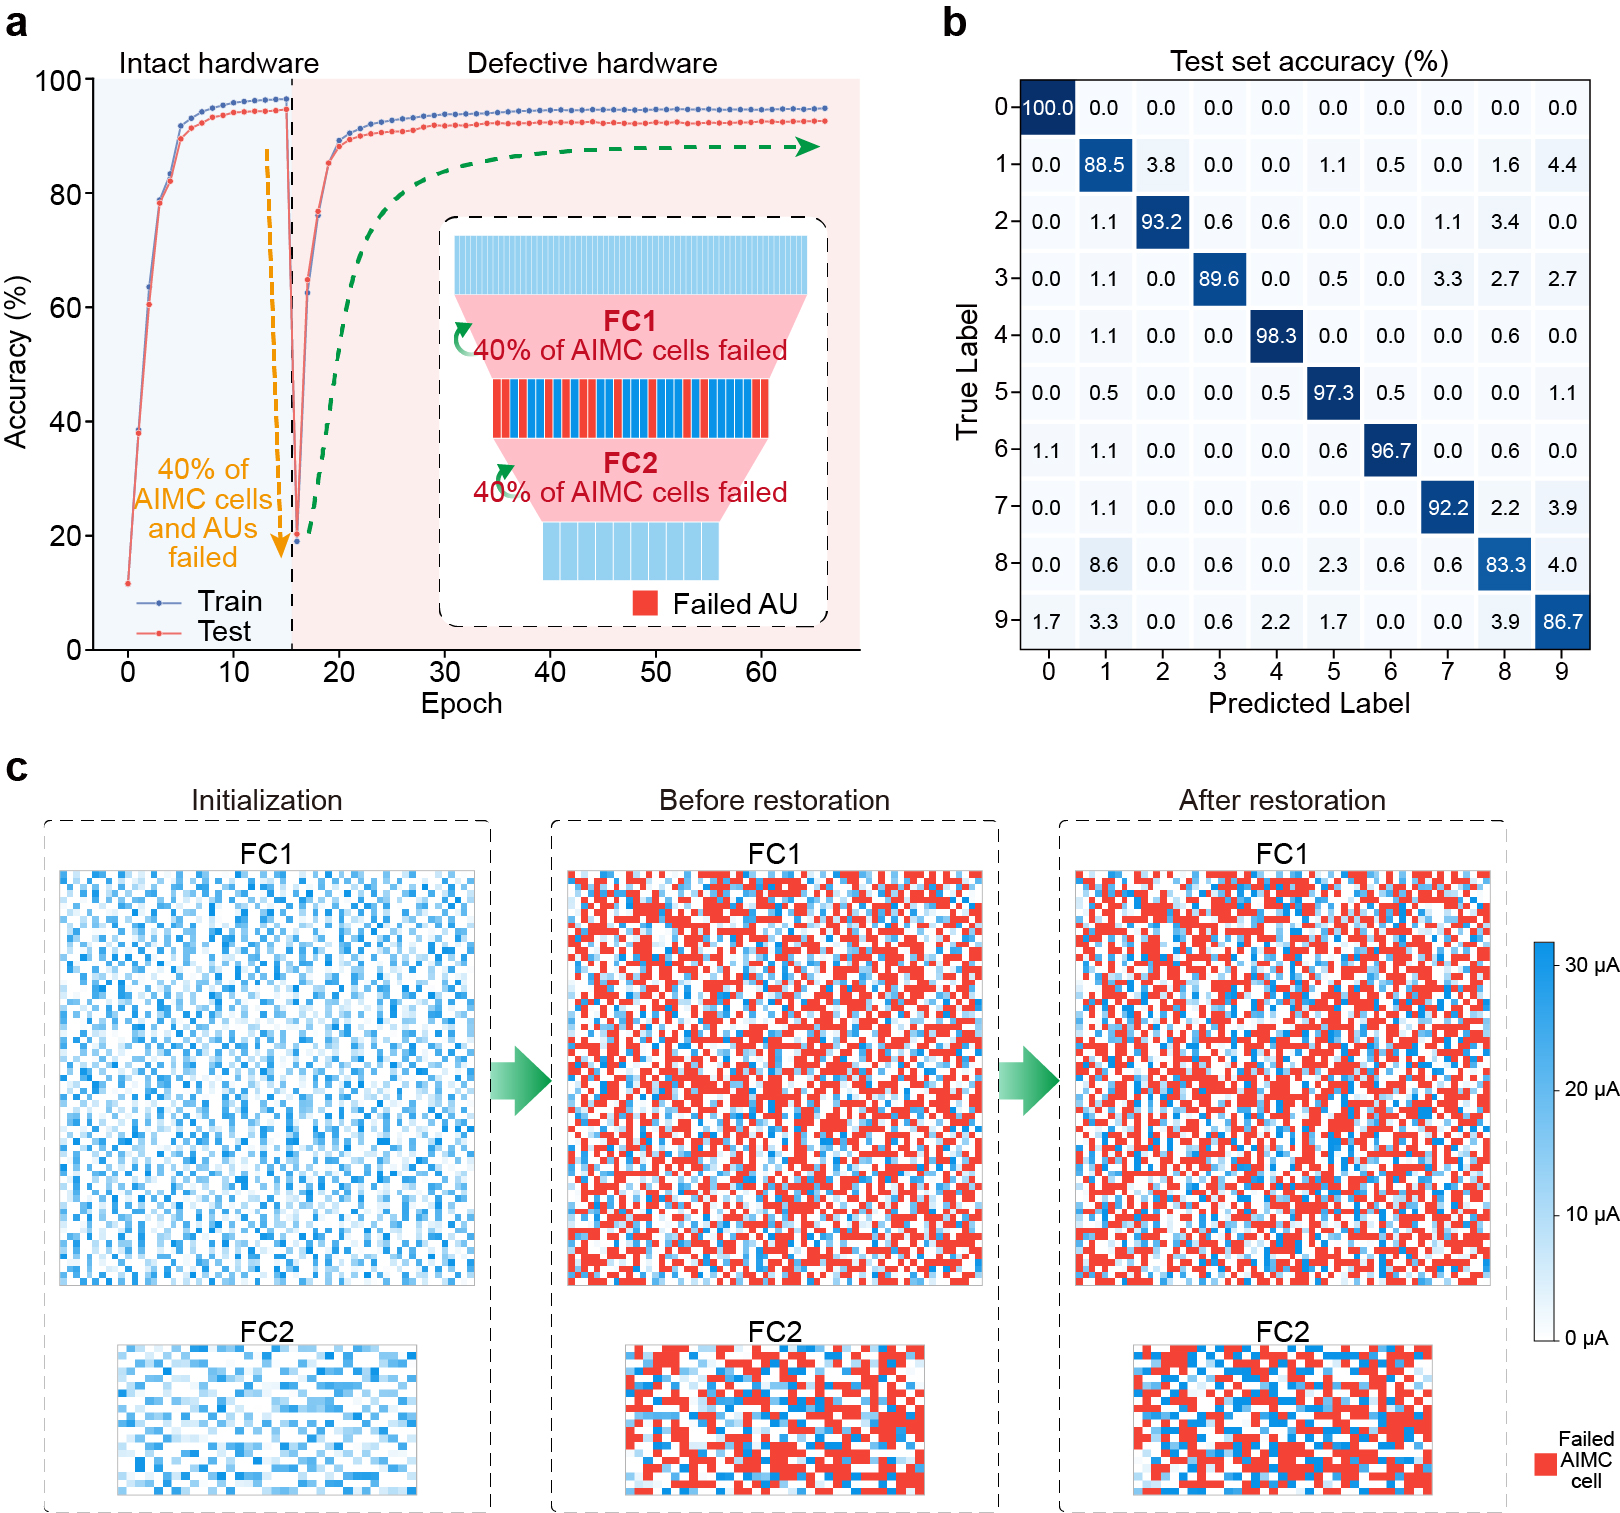 a
Intact hardware
Defective hardware
100
80
60
40
20
0
Accuracy (%)
40% of
AIMC cells
and AUs
failed
Train
Test
FC1
40% of AIMC cells failed
FC2
40% of AIMC cells failed
Failed AU
0 10 20 30 40 50 60
Epoch
b
Test set accuracy (%)
True Label
0 100.0 0.0 0.0 0.0 0.0 0.0 0.0 0.0 0.0 0.0
1 0.0 88.5 3.8 0.0 0.0 1.1 0.5 0.0 1.6 4.4
2 0.0 1.1 93.2 0.6 0.6 0.0 0.0 1.1 3.4 0.0
3 0.0 1.1 0.0 89.6 0.0 0.5 0.0 3.3 2.7 2.7
4 0.0 1.1 0.0 0.0 98.3 0.0 0.0 0.0 0.6 0.0
5 0.0 0.5 0.0 0.0 0.5 97.3 0.5 0.0 0.0 1.1
6 1.1 1.1 0.0 0.0 0.0 0.6 96.7 0.0 0.6 0.0
7 0.0 1.1 0.0 0.0 0.6 0.0 0.0 92.2 2.2 3.9
8 0.0 8.6 0.0 0.6 0.0 2.3 0.6 0.6 83.3 4.0
9 1.7 3.3 0.0 0.6 2.2 1.7 0.0 0.0 3.9 86.7
0 1 2 3 4 5 6 7 8 9
Predicted Label
c
Initialization
Before restoration
After restoration
FC1
FC1
FC1
FC2
FC2
FC2
30 µA
20 µA
10 µA
0 µA
Failed
AIMC
cell